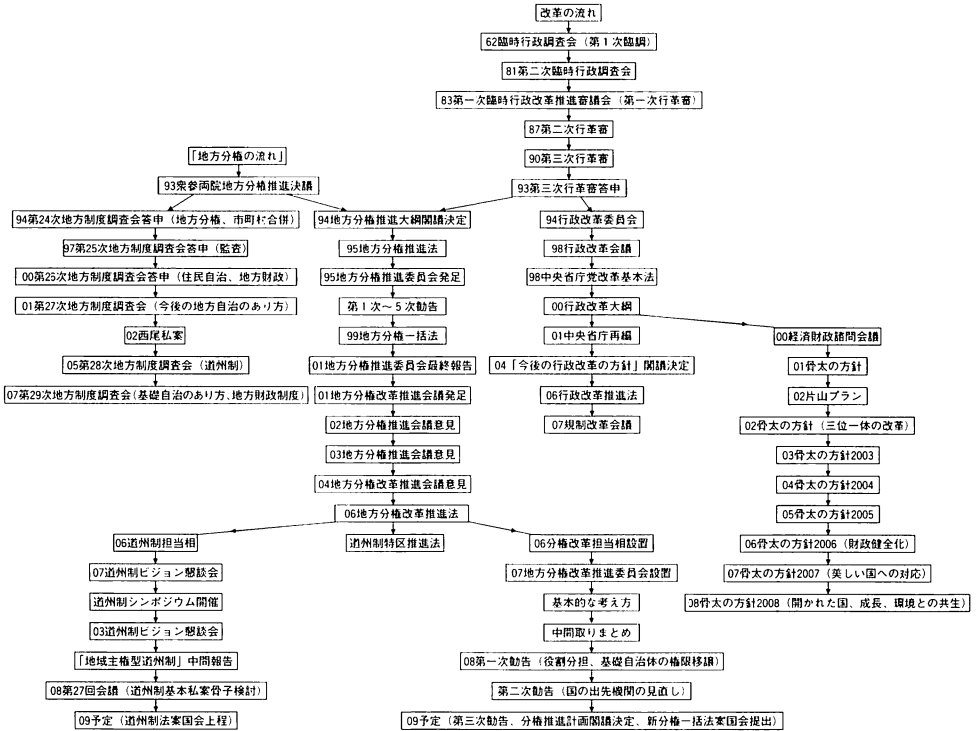 改革の流れ
62臨時行政調査会（第1次臨調）
81第二次臨時行政調査会
83第一次臨時行政改革推進審議会（第一次行革審）
87第二次行革審
90第三次行革審
93第三次行革審答申
「地方分権の流れ」
93衆参両院地方分権推進決議
94第24次地方制度調査会答申（地方分権、市町村合併）
97第25次地方制度調査会答申（監査）
00第26次地方制度調査会答申（住民自治、地方財政）
01第27次地方制度調査会（今後の地方自治のあり方）
02西尾私案
05第28次地方制度調査会（道州制）
07第29次地方制度調査会（基礎自治のあり方、地方財政制度）
94地方分権推進大綱閣議決定
95地方分権推進法
95地方分権推進委員会発足
第1次～5次勧告
99地方分権一括法
01地方分権推進委員会最終報告
01地方分権改革推進会議発足
02地方分権推進会議意見
03地方分権推進会議意見
04地方分権改革推進会議意見
06地方分権改革推進法
94行政改革委員会
98行政改革会議
98中央省庁党改革基本法
00行政改革大綱
01中央省庁再編
04「今後の行政改革の方針」閣議決定
06行政改革推進法
07規制改革会議
00経済財政諮問会議
01骨太の方針
02片山プラン
02骨太の方針（三位一体の改革）
03骨太の方針2003
04骨太の方針2004
05骨太の方針2005
06骨太の方針2006（財政健全化）
07骨太の方針2007（美しい国への対応）
08骨太の方針2008（開かれた国、成長、環境との共生）
06道州制担当相
07道州制ビジョン懇談会
道州制シンポジウム開催
03道州制ビジョン懇談会
「地域主権型道州制」中間報告
08第27回会議（道州制基本私案骨子検討）
09予定（道州制法案国会上程）
道州制特区推進法
06分権改革担当相設置
07地方分権改革推進委員会設置
基本的な考え方
中間取りまとめ
08第一次勧告（役割分担、基礎自治体の権限移譲）
第二次勧告（国の出先機関の見直し）
09予定（第三次勧告、分権推進計画閣議決定、新分権一括法案国会提出）